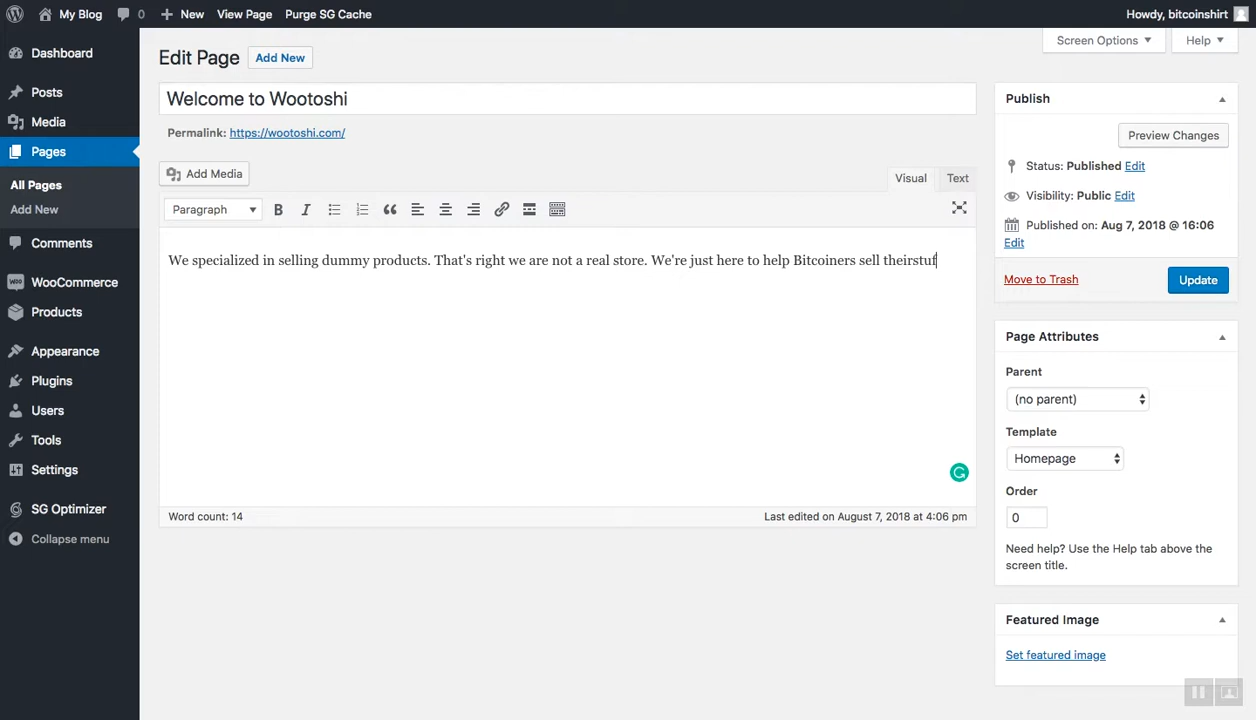 My Blog 0 New View Page Purge SG Cache Howdy, bitcoinshirt
Screen Options Help
Dashboard
Posts
Media
Pages
All Pages
Add New
Comments
WooCommerce
Products
Appearance
Plugins
Users
Tools
Settings
SG Optimizer
Collapse menu
Edit Page Add New
Welcome to Wootoshi
Permalink: https://wootoshi.com/
Add Media
Visual Text
Paragraph
We specialized in selling dummy products. That's right we are not a real store. We're just here to help Bitcoiners sell theirstuf
Word count: 14 Last edited on August 7, 2018 at 4:06 pm
Publish
Preview Changes
Status: Published Edit
Visibility: Public Edit
Published on: Aug 7, 2018 @ 16:06
Edit
Move to Trash Update
Page Attributes
Parent
(no parent)
Template
Homepage
Order
0
Need help? Use the Help tab above the
screen title.
Featured Image
Set featured image